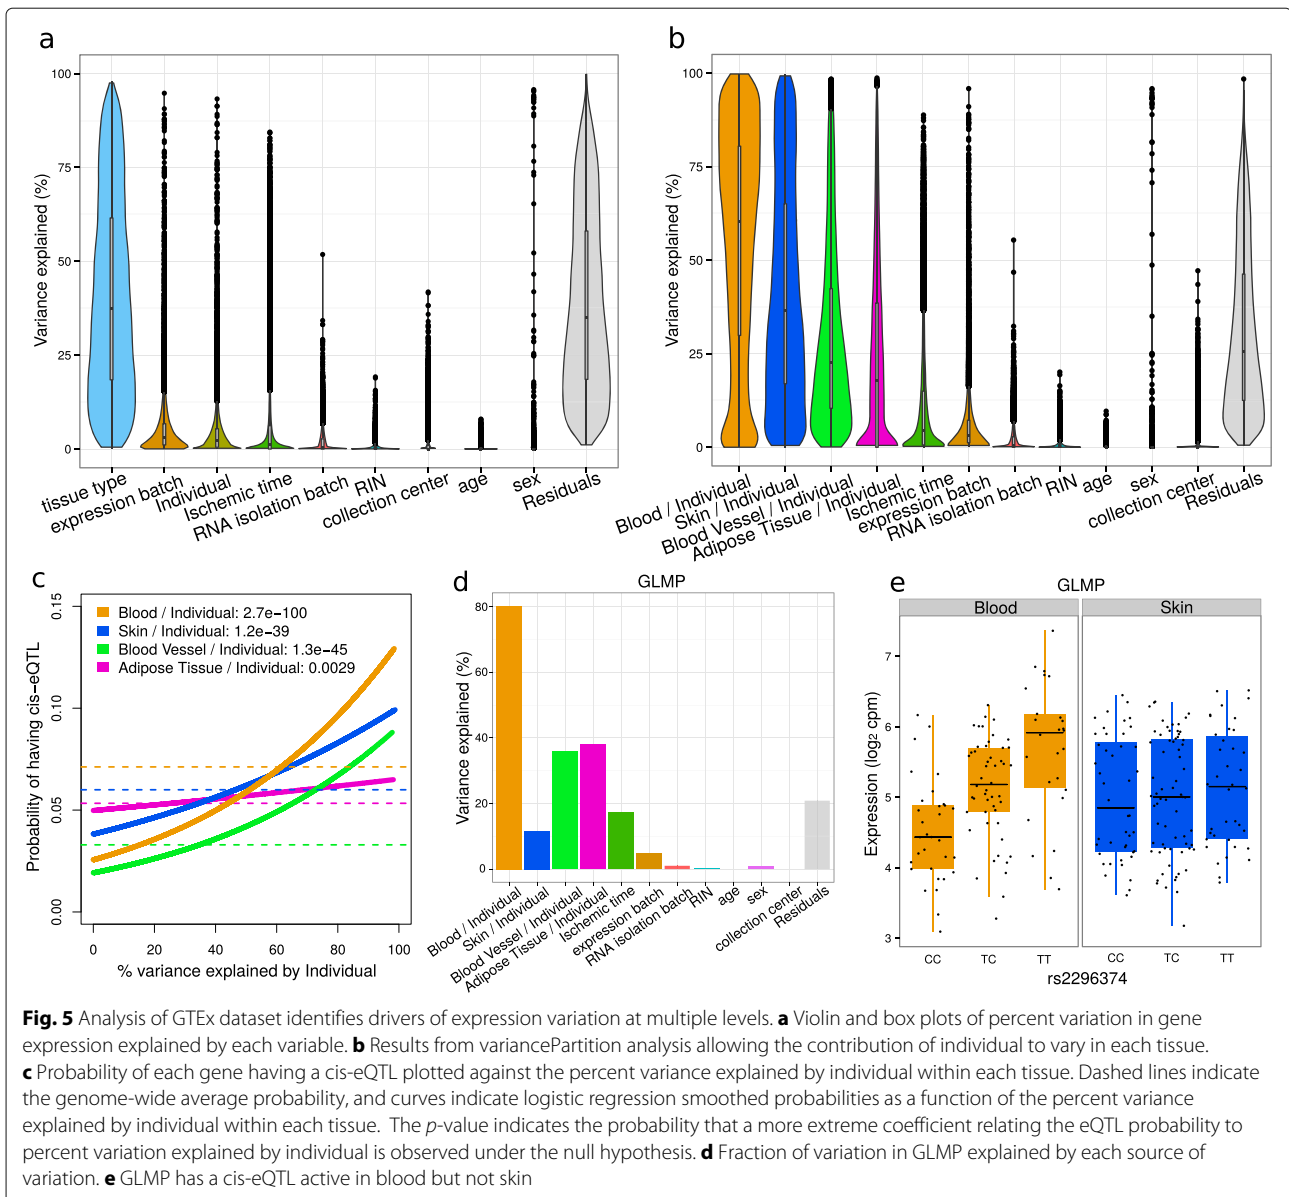 a
100
75
50
25
0
Variance explained (%)
tissue type
expression batch
Individual
Ischemic time
RNA isolation batch
RIN
collection center
age
sex
Residuals
b
100
75
50
25
0
Variance explained (%)
Blood / Individual
Skin / Individual
Blood Vessel / Individual
Adipose Tissue / Individual
Ischemic time
expression batch
RNA isolation batch
RIN
age
sex
collection center
Residuals
c
Blood / Individual: 2.7e−100
Skin / Individual: 1.2e−39
Blood Vessel / Individual: 1.3e−45
Adipose Tissue / Individual: 0.0029
0.15
0.10
0.05
0.00
Probability of having cis−eQTL
0 20 40 60 80 100
% variance explained by Individual
d
GLMP
80
60
40
20
0
Variance explained (%)
Blood / Individual
Skin / Individual
Blood Vessel / Individual
Adipose Tissue / Individual
Ischemic time
expression batch
RNA isolation batch
RIN
age
sex
collection center
Residuals
e
GLMP
Blood Skin
7
6
5
4
3
Expression (log₂ cpm)
CC TC TT CC TC TT
rs2296374
Fig. 5 Analysis of GTEx dataset identifies drivers of expression variation at multiple levels. a Violin and box plots of percent variation in gene
expression explained by each variable. b Results from variancePartition analysis allowing the contribution of individual to vary in each tissue.
c Probability of each gene having a cis-eQTL plotted against the percent variance explained by individual within each tissue. Dashed lines indicate
the genome-wide average probability, and curves indicate logistic regression smoothed probabilities as a function of the percent variance
explained by individual within each tissue. The p-value indicates the probability that a more extreme coefficient relating the eQTL probability to
percent variation explained by individual is observed under the null hypothesis. d Fraction of variation in GLMP explained by each source of
variation. e GLMP has a cis-eQTL active in blood but not skin